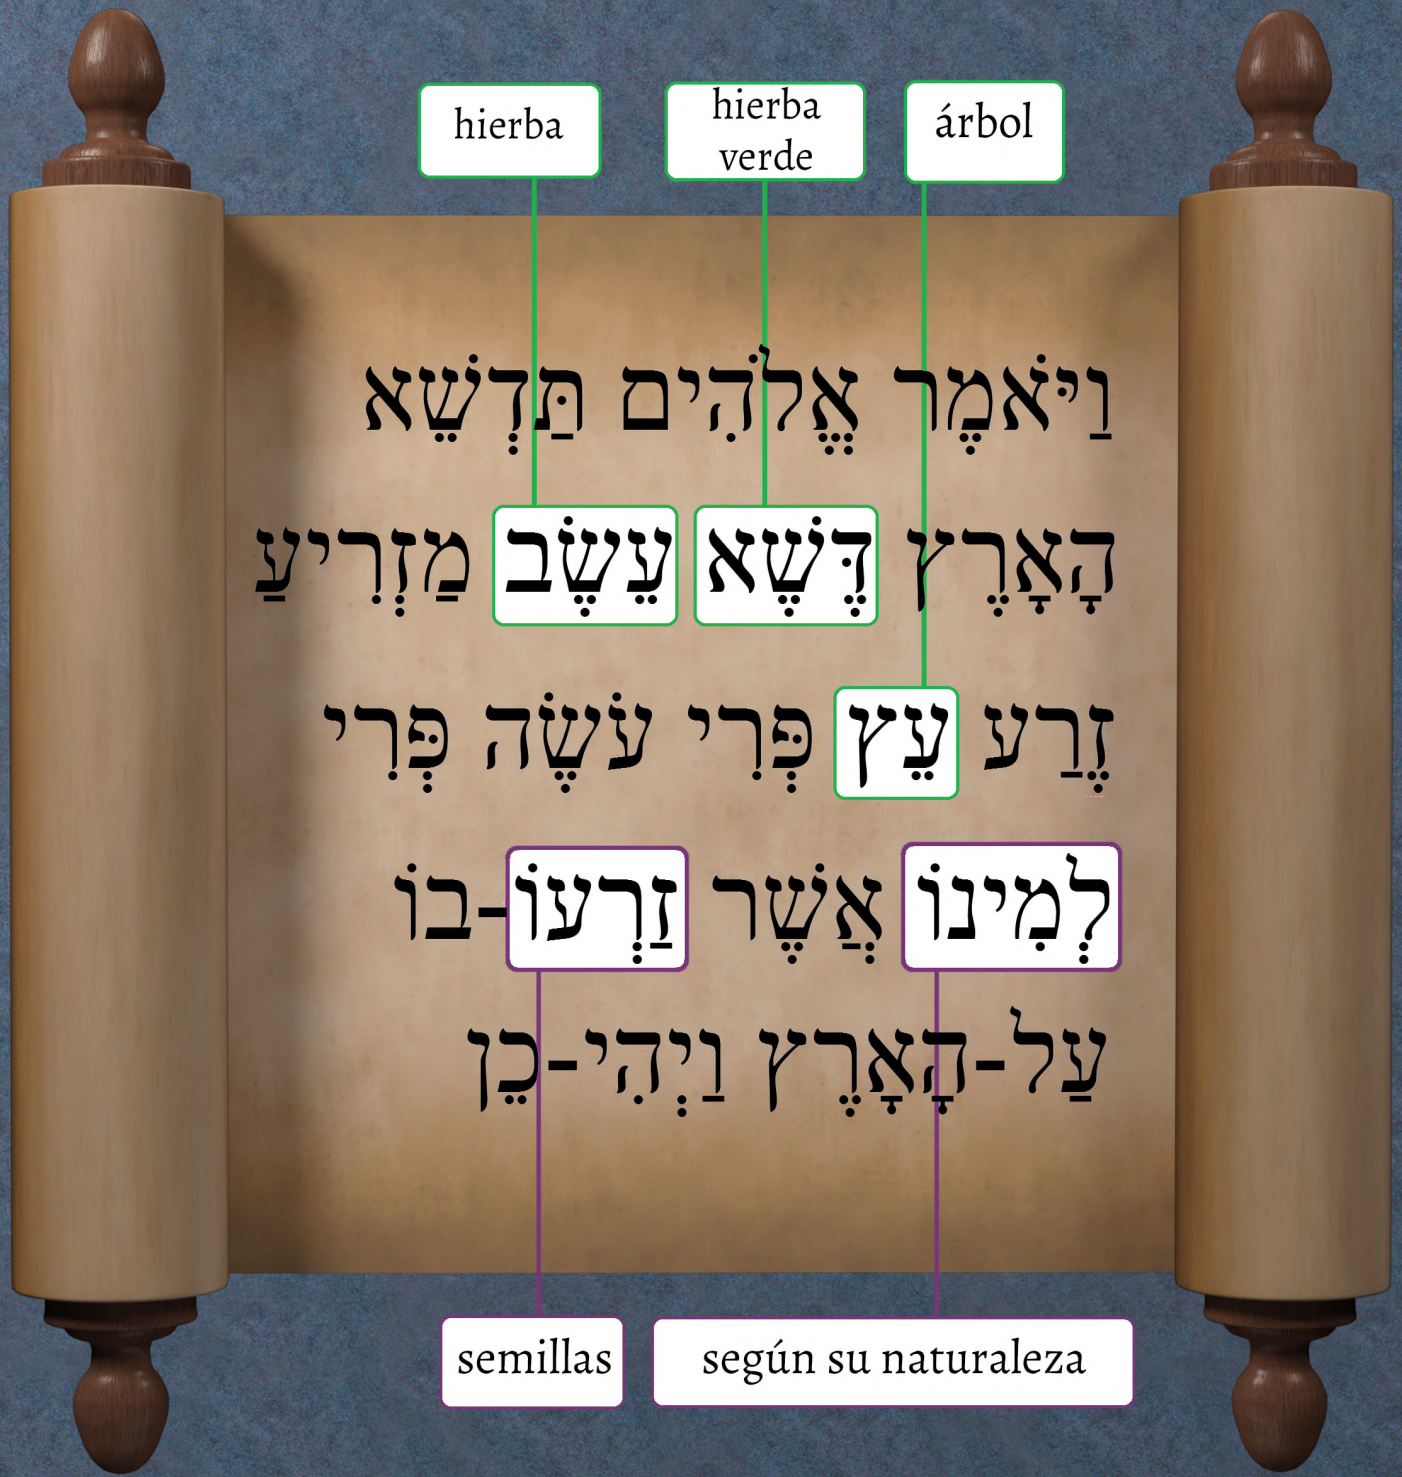 hierba
hierba
verde
árbol
וַיֹּאמֶר אֱלֹהִים תַּדְשֵׁא
הָאָרֶץ דֶּשֶׁא עֵשֶׂב מַזְרִיעַ
זֶרַע עֵץ פְּרִי עֹשֶׂה פְּרִי
לְמִינוֹ אֲשֶׁר זַרְעוֹ-בוֹ
עַל-הָאָרֶץ וַיְהִי-כֵן
semillas
según su naturaleza